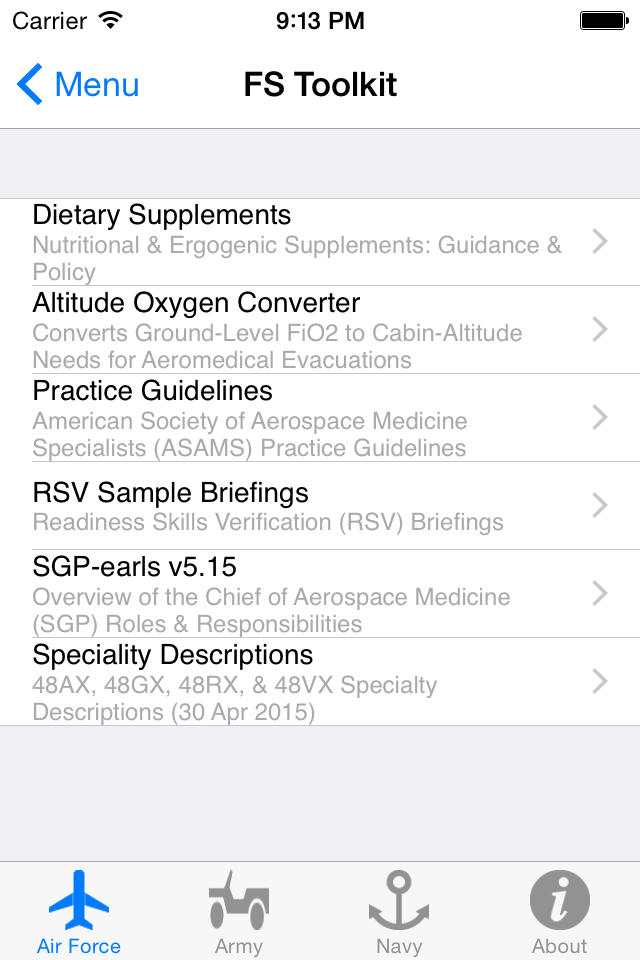 Carrier 9:13 PM
Menu FS Toolkit
Dietary Supplements
Nutritional & Ergogenic Supplements: Guidance &
Policy
Altitude Oxygen Converter
Converts Ground-Level FiO2 to Cabin-Altitude
Needs for Aeromedical Evacuations
Practice Guidelines
American Society of Aerospace Medicine
Specialists (ASAMS) Practice Guidelines
RSV Sample Briefings
Readiness Skills Verification (RSV) Briefings
SGP-earls v5.15
Overview of the Chief of Aerospace Medicine
(SGP) Roles & Responsibilities
Speciality Descriptions
48AX, 48GX, 48RX, & 48VX Specialty
Descriptions (30 Apr 2015)
Air Force Army Navy About